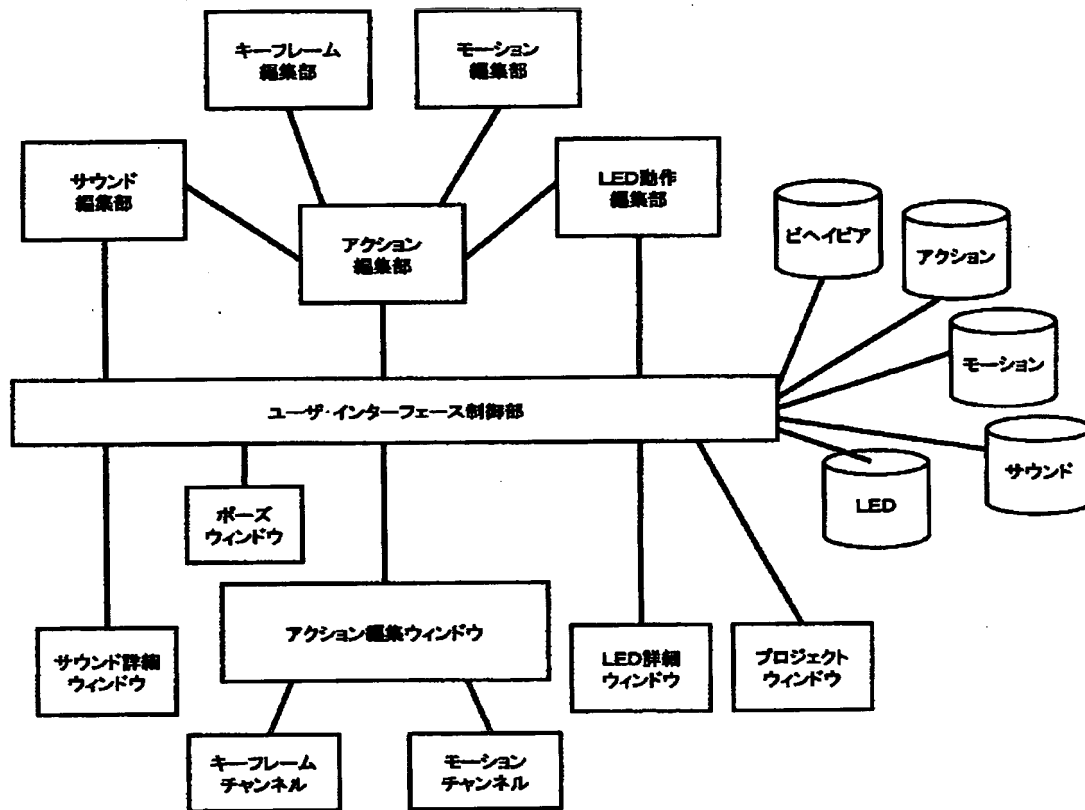 キーフレーム
編集部
モーション
編集部
サウンド
編集部
LED動作
編集部
アクション
編集部
ビヘイビア
アクション
モーション
サウンド
LED
ユーザ・インターフェース制御部
ポーズ
ウィンドウ
アクション編集ウィンドウ
サウンド詳細
ウィンドウ
LED詳細
ウィンドウ
プロジェクト
ウィンドウ
キーフレーム
チャンネル
モーション
チャンネル